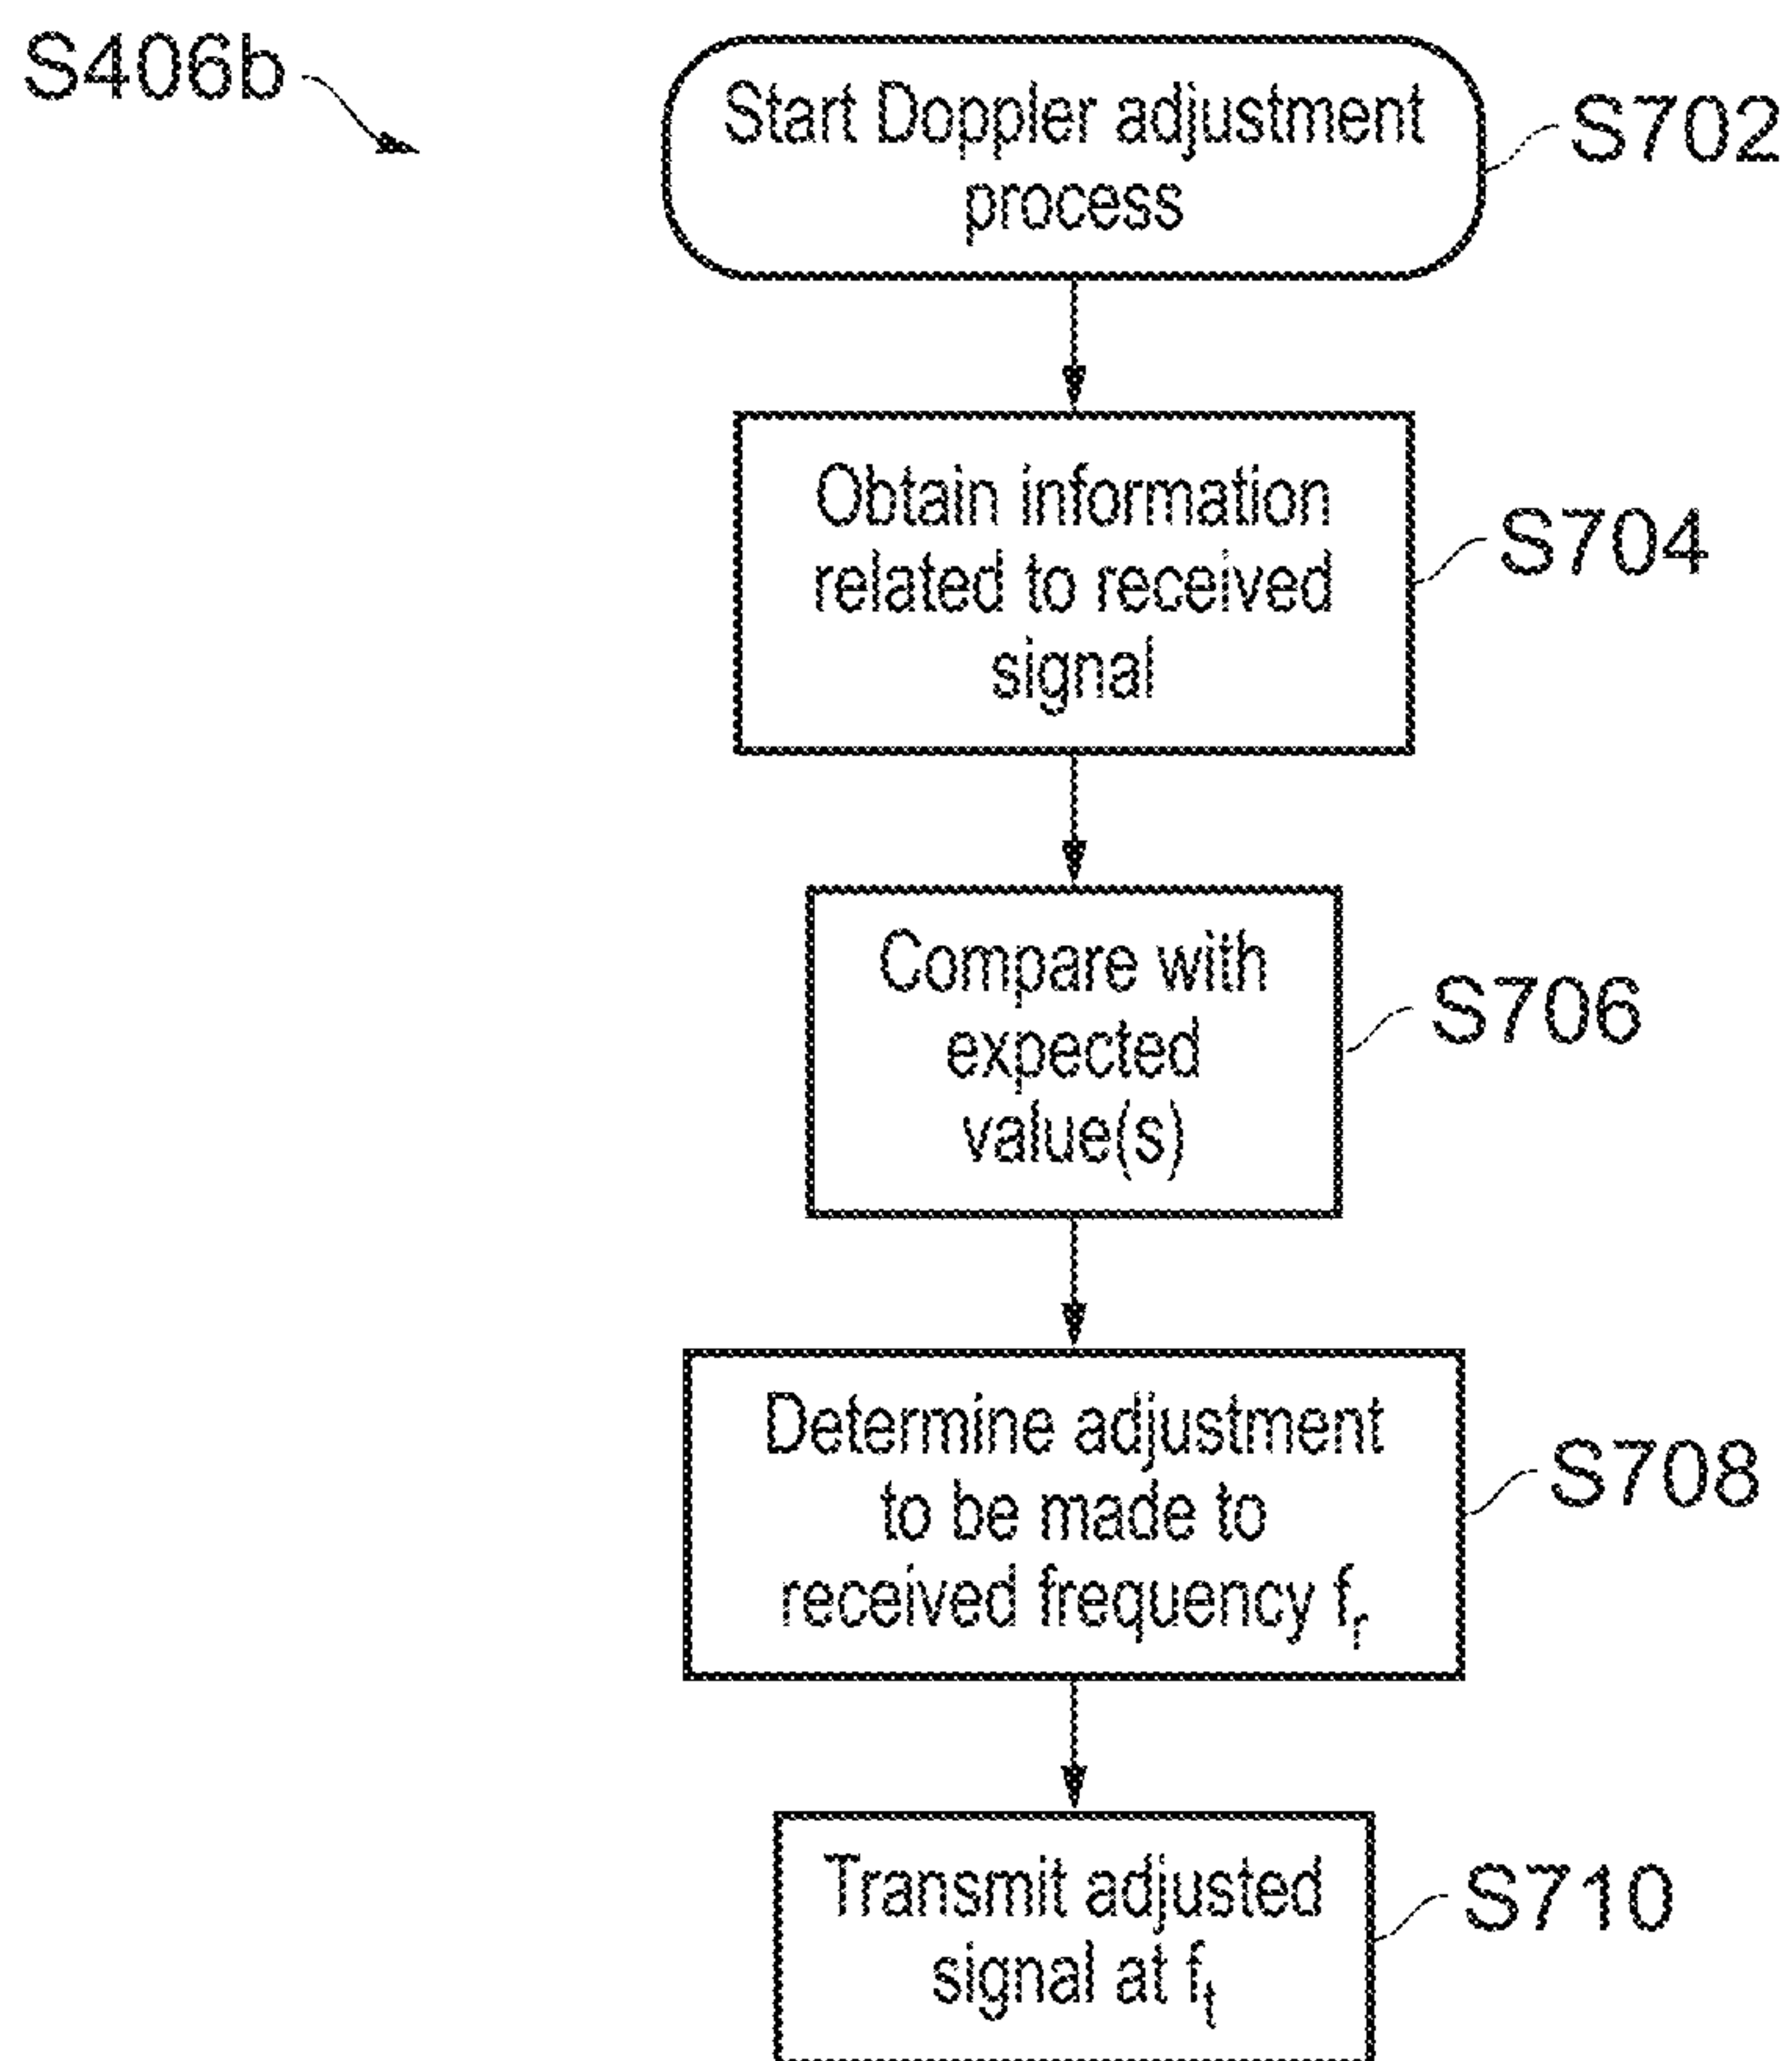 S406b
Start Doppler adjustment
process
S702
Obtain information
related to received
signal
S704
Compare with
expected
value(s)
S706
Determine adjustment
to be made to
received frequency fr
S708
Transmit adjusted
signal at ft
S710